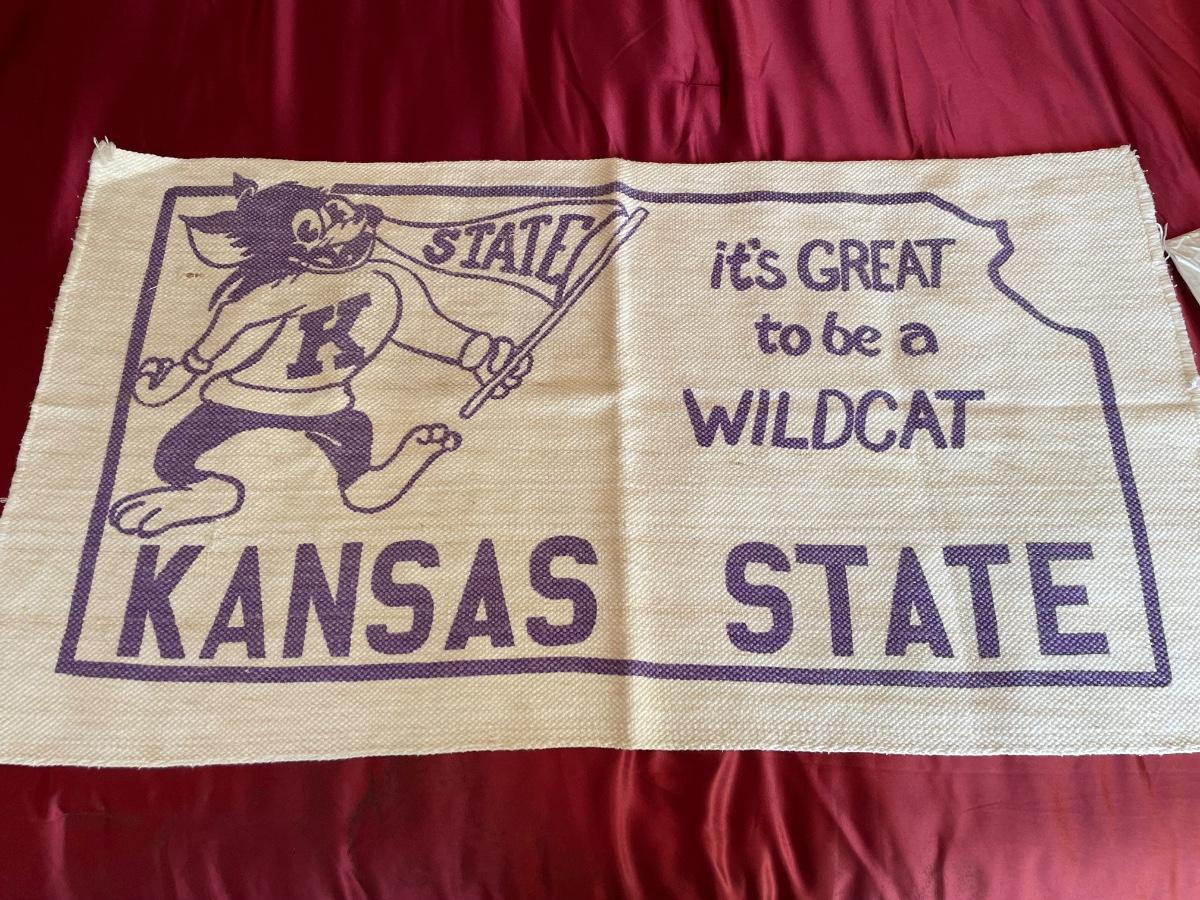 STATE
K
it's GREAT
to be a
WILDCAT
KANSAS STATE